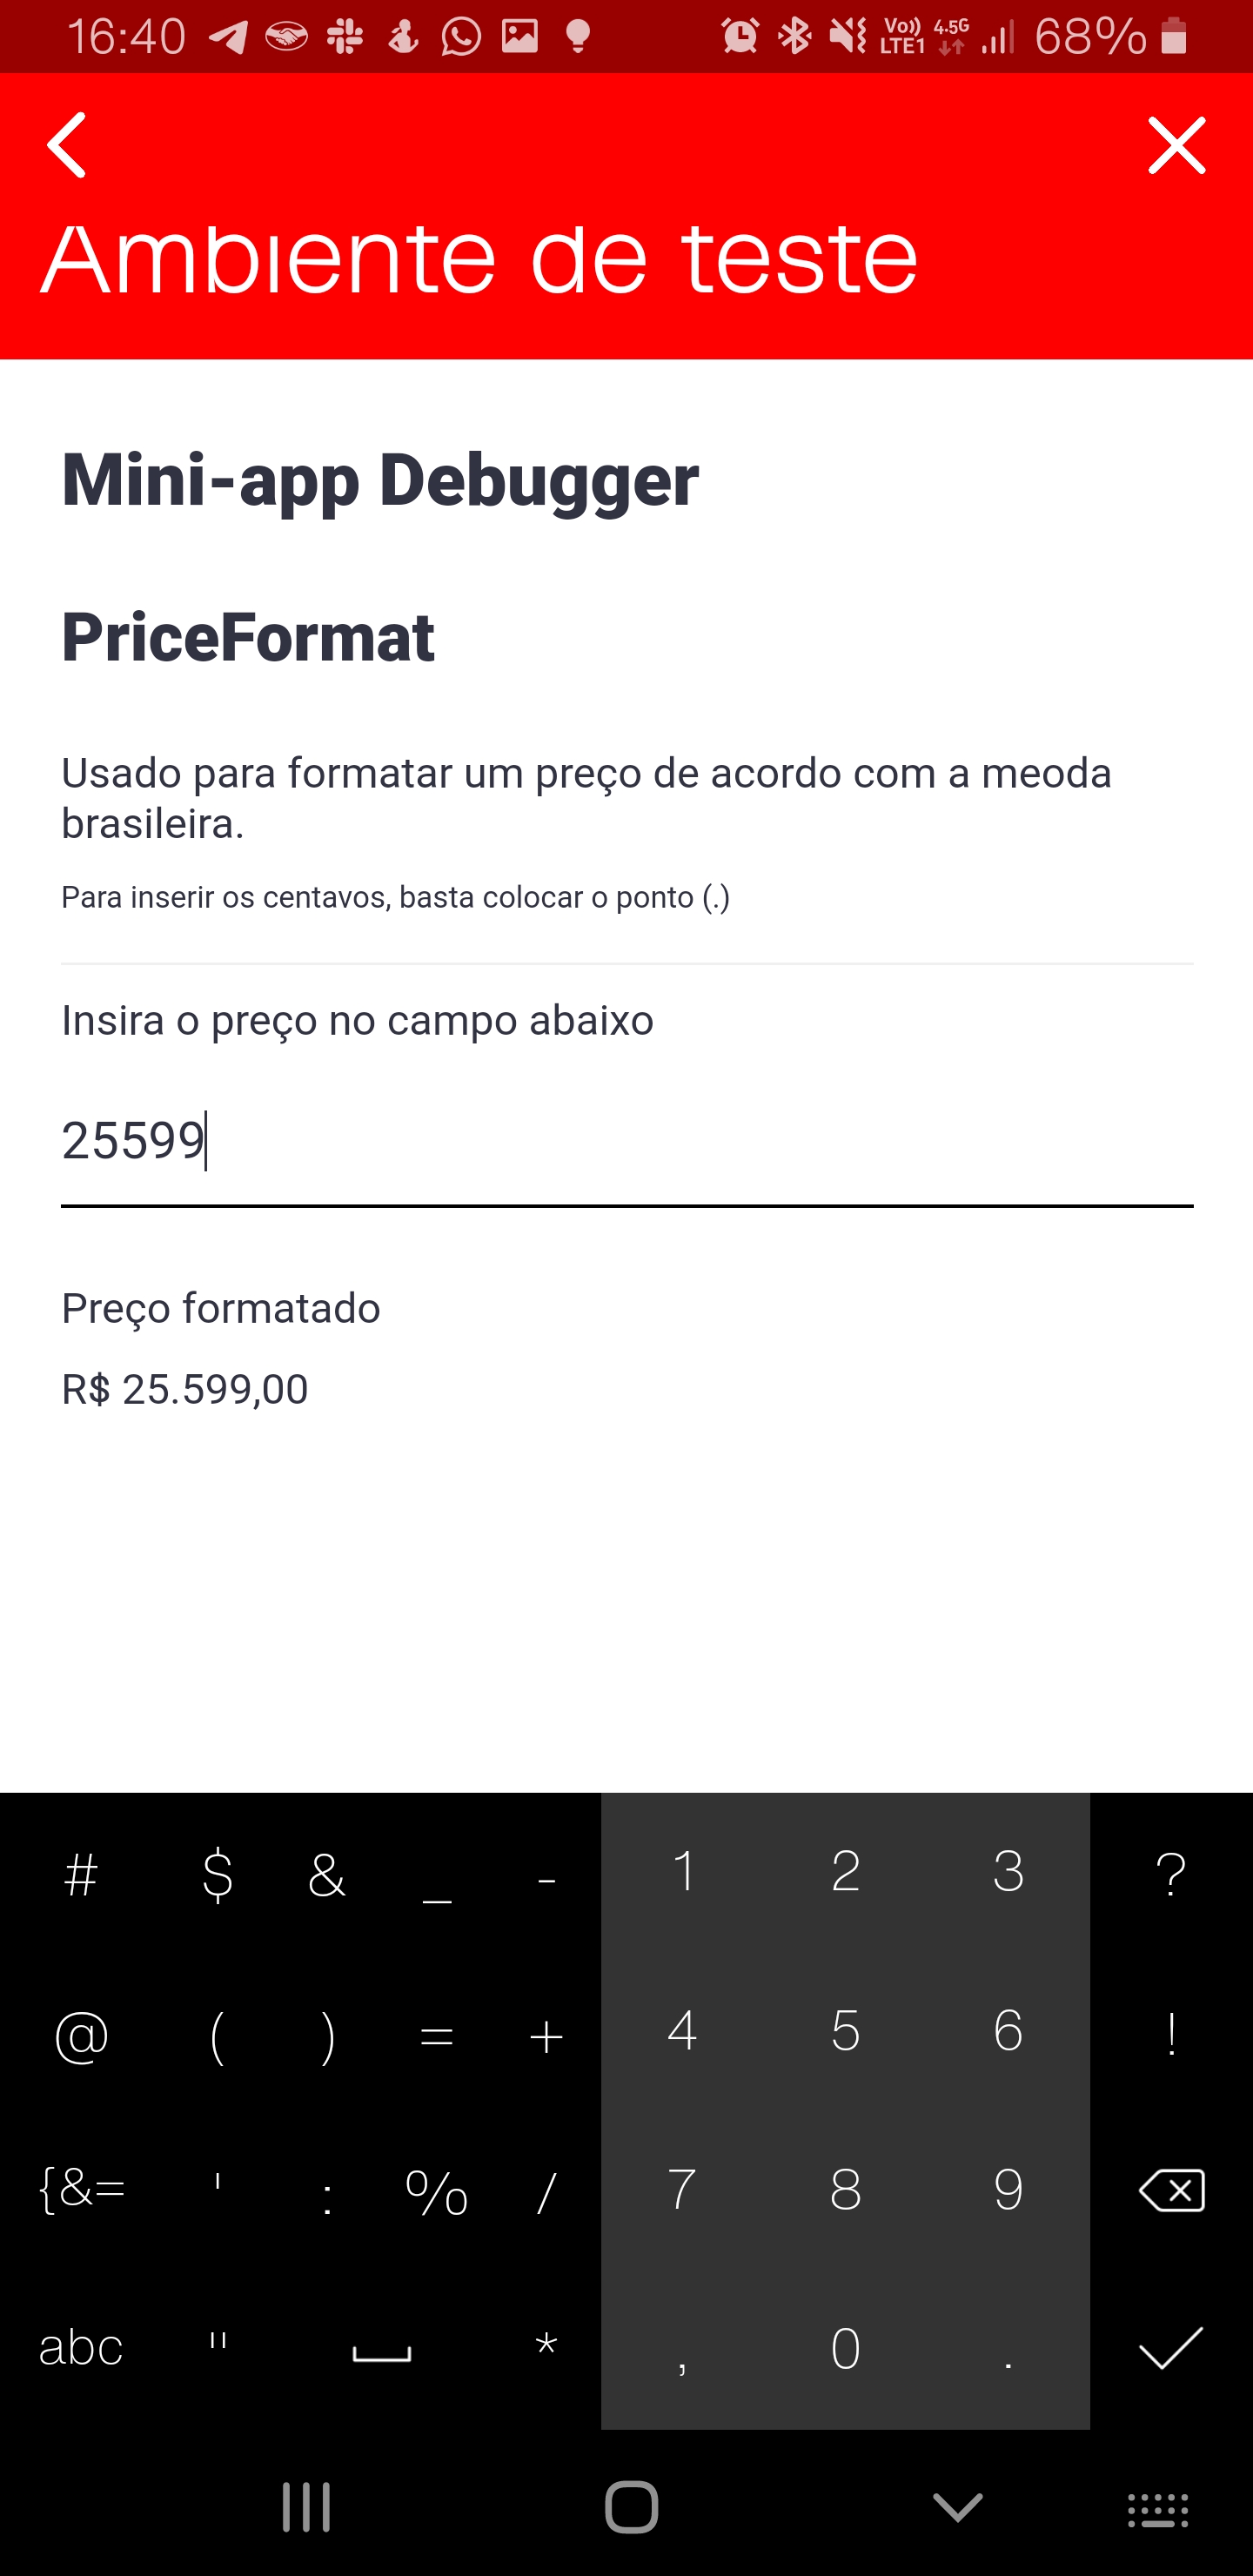 16:40 Vo)) LTE1 4.5G 68%
Ambiente de teste
Mini-app Debugger
PriceFormat
Usado para formatar um preço de acordo com a meoda
brasileira.
Para inserir os centavos, basta colocar o ponto (.)
Insira o preço no campo abaixo
25599
Preço formatado
R$ 25.599,00
# $ & _ - 1 2 3 ?
@ ( ) = + 4 5 6 !
{&= ' : % / 7 8 9
abc " * , 0 .